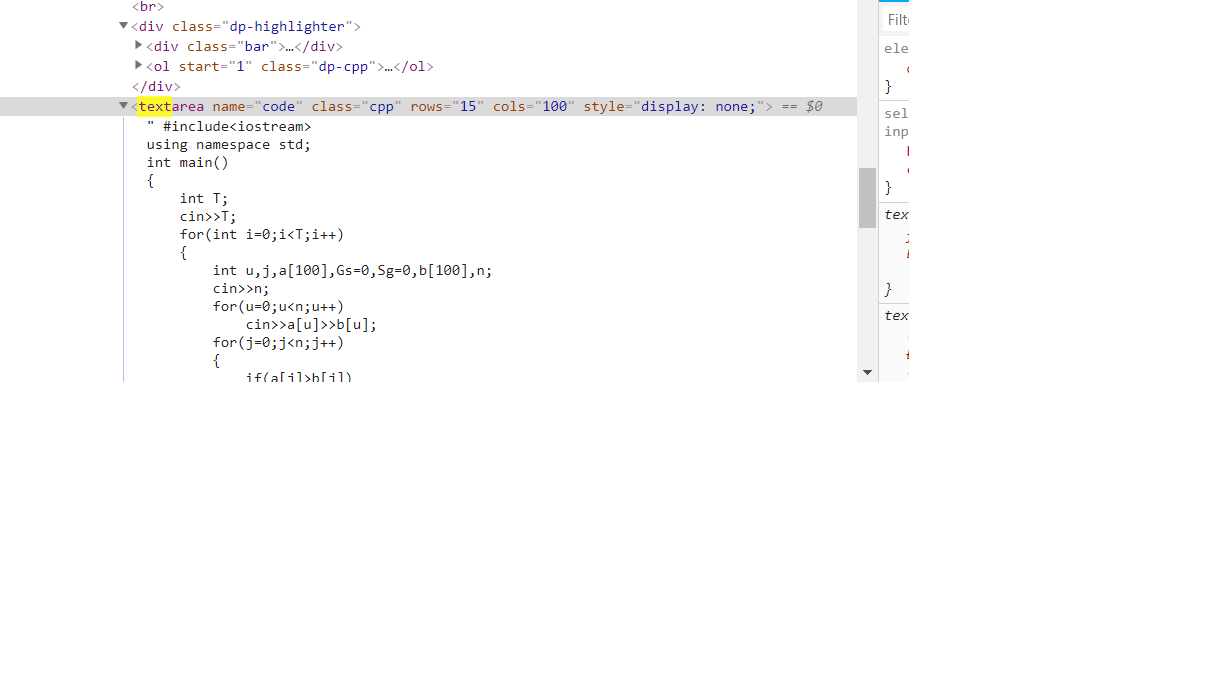 <br>
▼<div class="dp-highlighter">
▶<div class="bar">…</div>
▶<ol start="1" class="dp-cpp">…</ol>
</div>
▼<textarea name="code" class="cpp" rows="15" cols="100" style="display: none;"> == $0
" #include<iostream>
using namespace std;
int main()
{
    int T;
    cin>>T;
    for(int i=0;i<T;i++)
    {
        int u,j,a[100],Gs=0,Sg=0,b[100],n;
        cin>>n;
        for(u=0;u<n;u++)
            cin>>a[u]>>b[u];
        for(j=0;j<n;j++)
        {
            if(a[j]>b[j])
Filt
ele
}
sel
inp
}
tex
}
tex